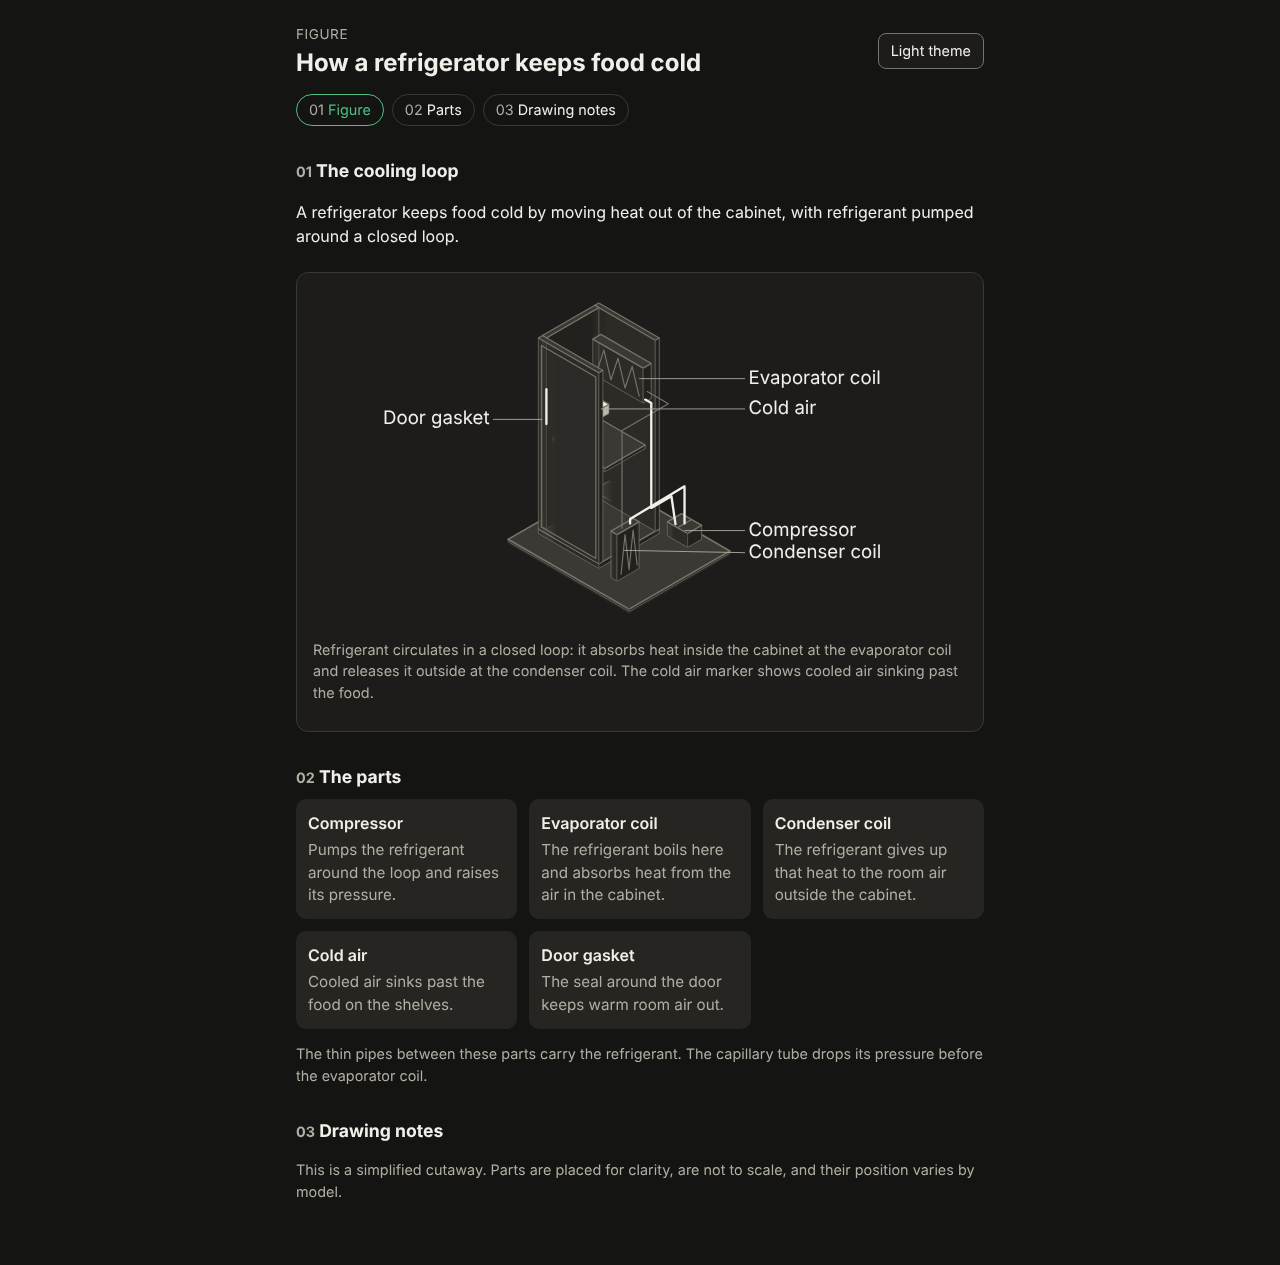 FIGURE
How a refrigerator keeps food cold
Light theme
01 Figure
02 Parts
03 Drawing notes
01 The cooling loop
A refrigerator keeps food cold by moving heat out of the cabinet, with refrigerant pumped
around a closed loop.
Evaporator coil
Cold air
Door gasket
Compressor
Condenser coil
Refrigerant circulates in a closed loop: it absorbs heat inside the cabinet at the evaporator coil
and releases it outside at the condenser coil. The cold air marker shows cooled air sinking past
the food.
02 The parts
Compressor
Pumps the refrigerant
around the loop and raises
its pressure.
Evaporator coil
The refrigerant boils here
and absorbs heat from the
air in the cabinet.
Condenser coil
The refrigerant gives up
that heat to the room air
outside the cabinet.
Cold air
Cooled air sinks past the
food on the shelves.
Door gasket
The seal around the door
keeps warm room air out.
The thin pipes between these parts carry the refrigerant. The capillary tube drops its pressure before
the evaporator coil.
03 Drawing notes
This is a simplified cutaway. Parts are placed for clarity, are not to scale, and their position varies by
model.